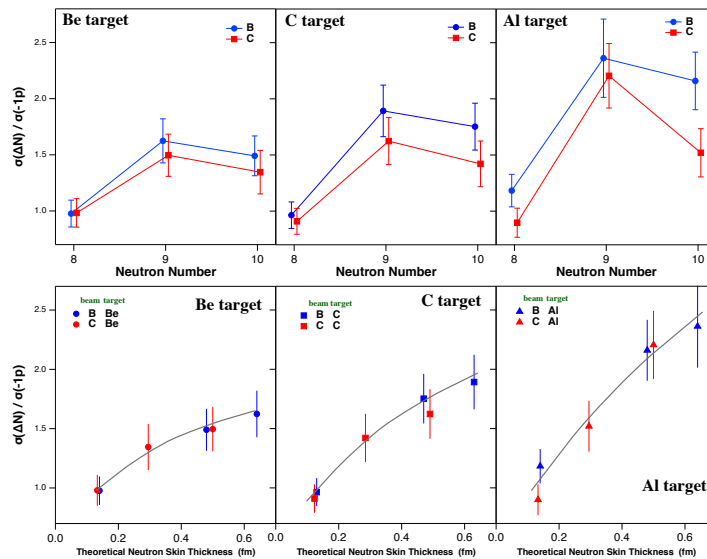 Be target
B
C
C target
B
C
Al target
B
C
σ(ΔN) / σ(-1p)
2.5
2.0
1.5
1.0
8 9 10
8 9 10
8 9 10
Neutron Number
Neutron Number
Neutron Number
Be target
beam target
B Be
C Be
C target
beam target
B C
C C
beam target
B Al
C Al
Al target
σ(ΔN) / σ(-1p)
2.5
2.0
1.5
1.0
0.0 0.2 0.4 0.6
0.0 0.2 0.4 0.6
0.0 0.2 0.4 0.6
Theoretical Neutron Skin Thickness (fm)
Theoretical Neutron Skin Thickness (fm)
Theoretical Neutron Skin Thickness (fm)